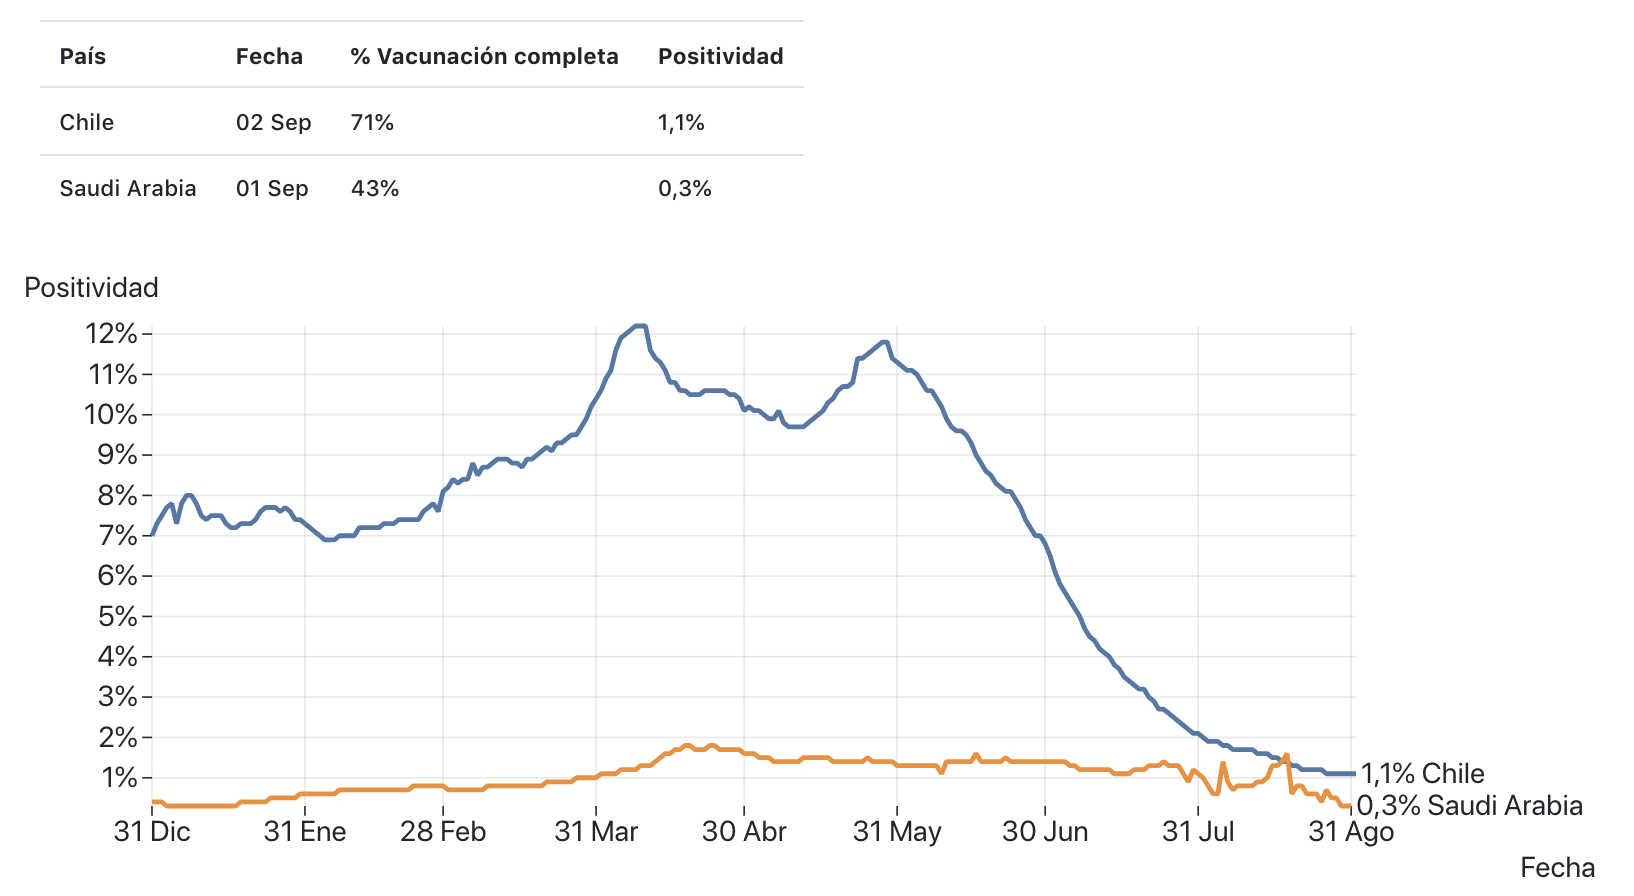 País Fecha % Vacunación completa Positividad
Chile 02 Sep 71% 1,1%
Saudi Arabia 01 Sep 43% 0,3%
Positividad
12%
11%
10%
9%
8%
7%
6%
5%
4%
3%
2%
1%
1,1% Chile
0,3% Saudi Arabia
31 Dic 31 Ene 28 Feb 31 Mar 30 Abr 31 May 30 Jun 31 Jul 31 Ago
Fecha